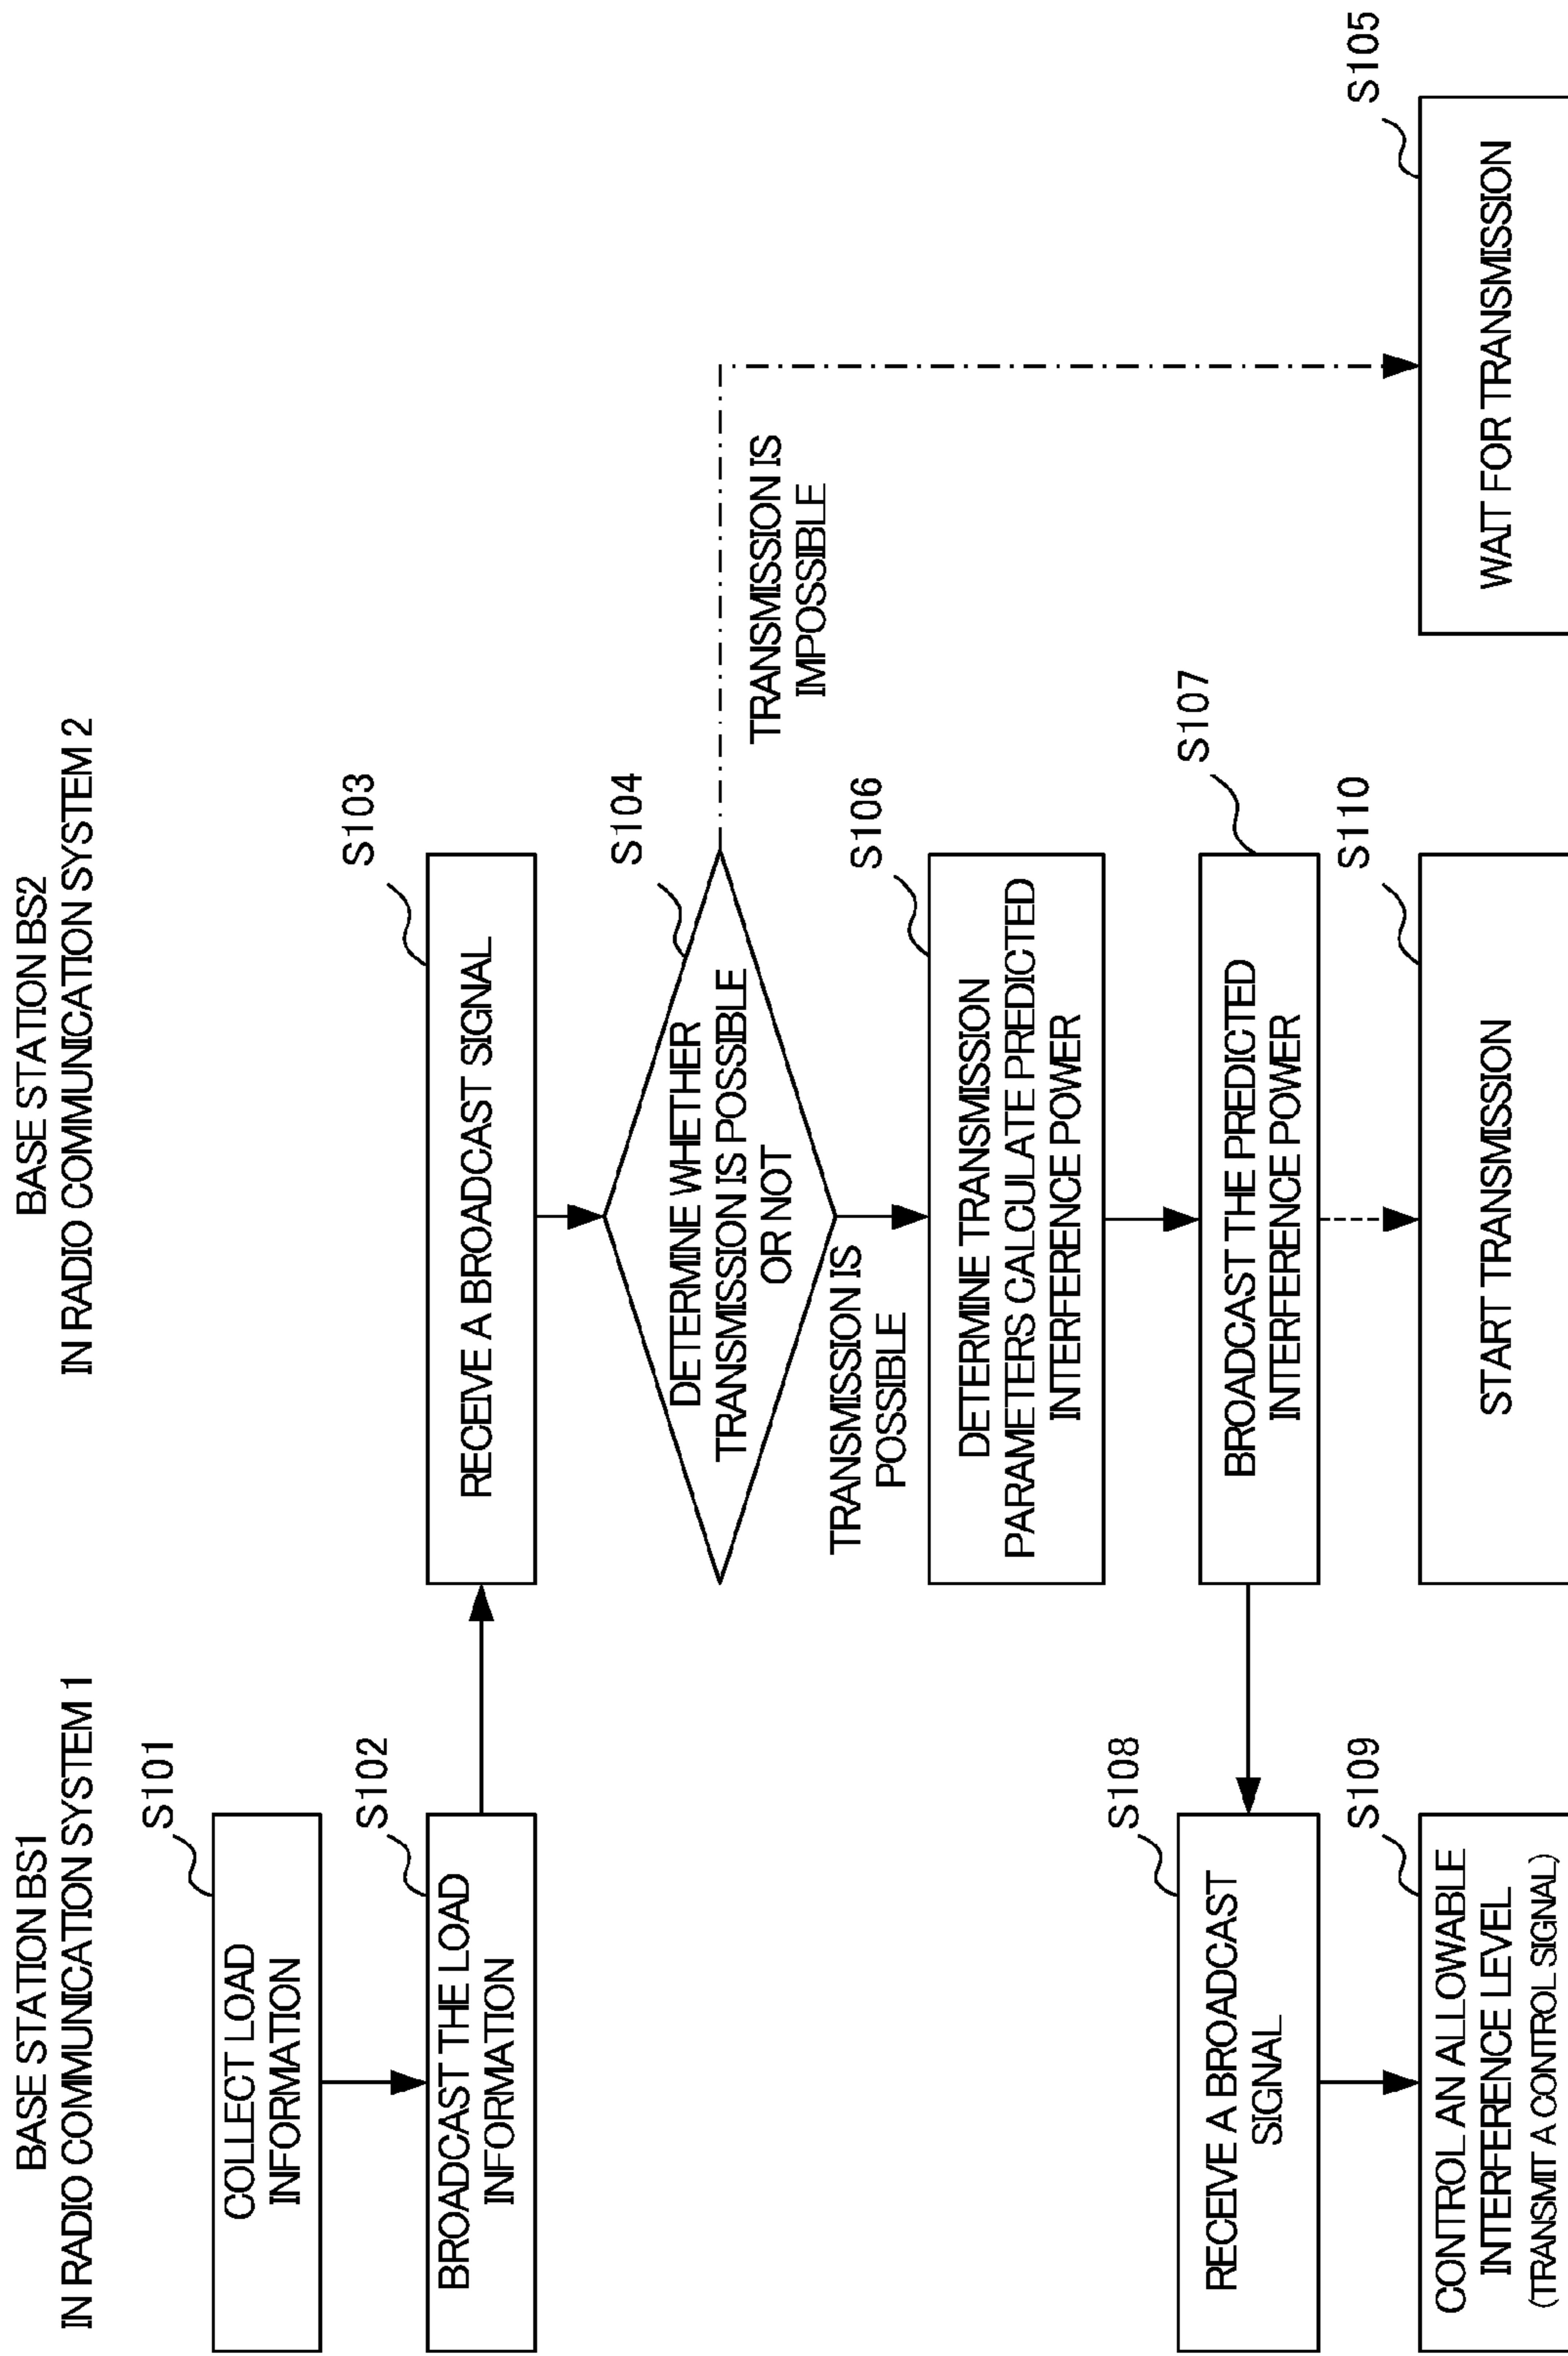 BASE STATION BS1
IN RADIO COMMUNICATION SYSTEM 1
BASE STATION BS2
IN RADIO COMMUNICATION SYSTEM 2
S101
COLLECT LOAD
INFORMATION
S102
BROADCAST THE LOAD
INFORMATION
S103
RECEIVE A BROADCAST SIGNAL
S104
DETERMINE WHETHER
TRANSMISSION IS POSSIBLE
OR NOT
TRANSMISSION IS
IMPOSSIBLE
TRANSMISSION IS
POSSIBLE
S106
DETERMINE TRANSMISSION
PARAMETERS CALCULATE PREDICTED
INTERFERENCE POWER
S107
BROADCAST THE PREDICTED
INTERFERENCE POWER
S108
RECEIVE A BROADCAST
SIGNAL
S109
CONTROL AN ALLOWABLE
INTERFERENCE LEVEL
(TRANSMIT A CONTROL SIGNAL)
S110
START TRANSMISSION
S105
WAIT FOR TRANSMISSION